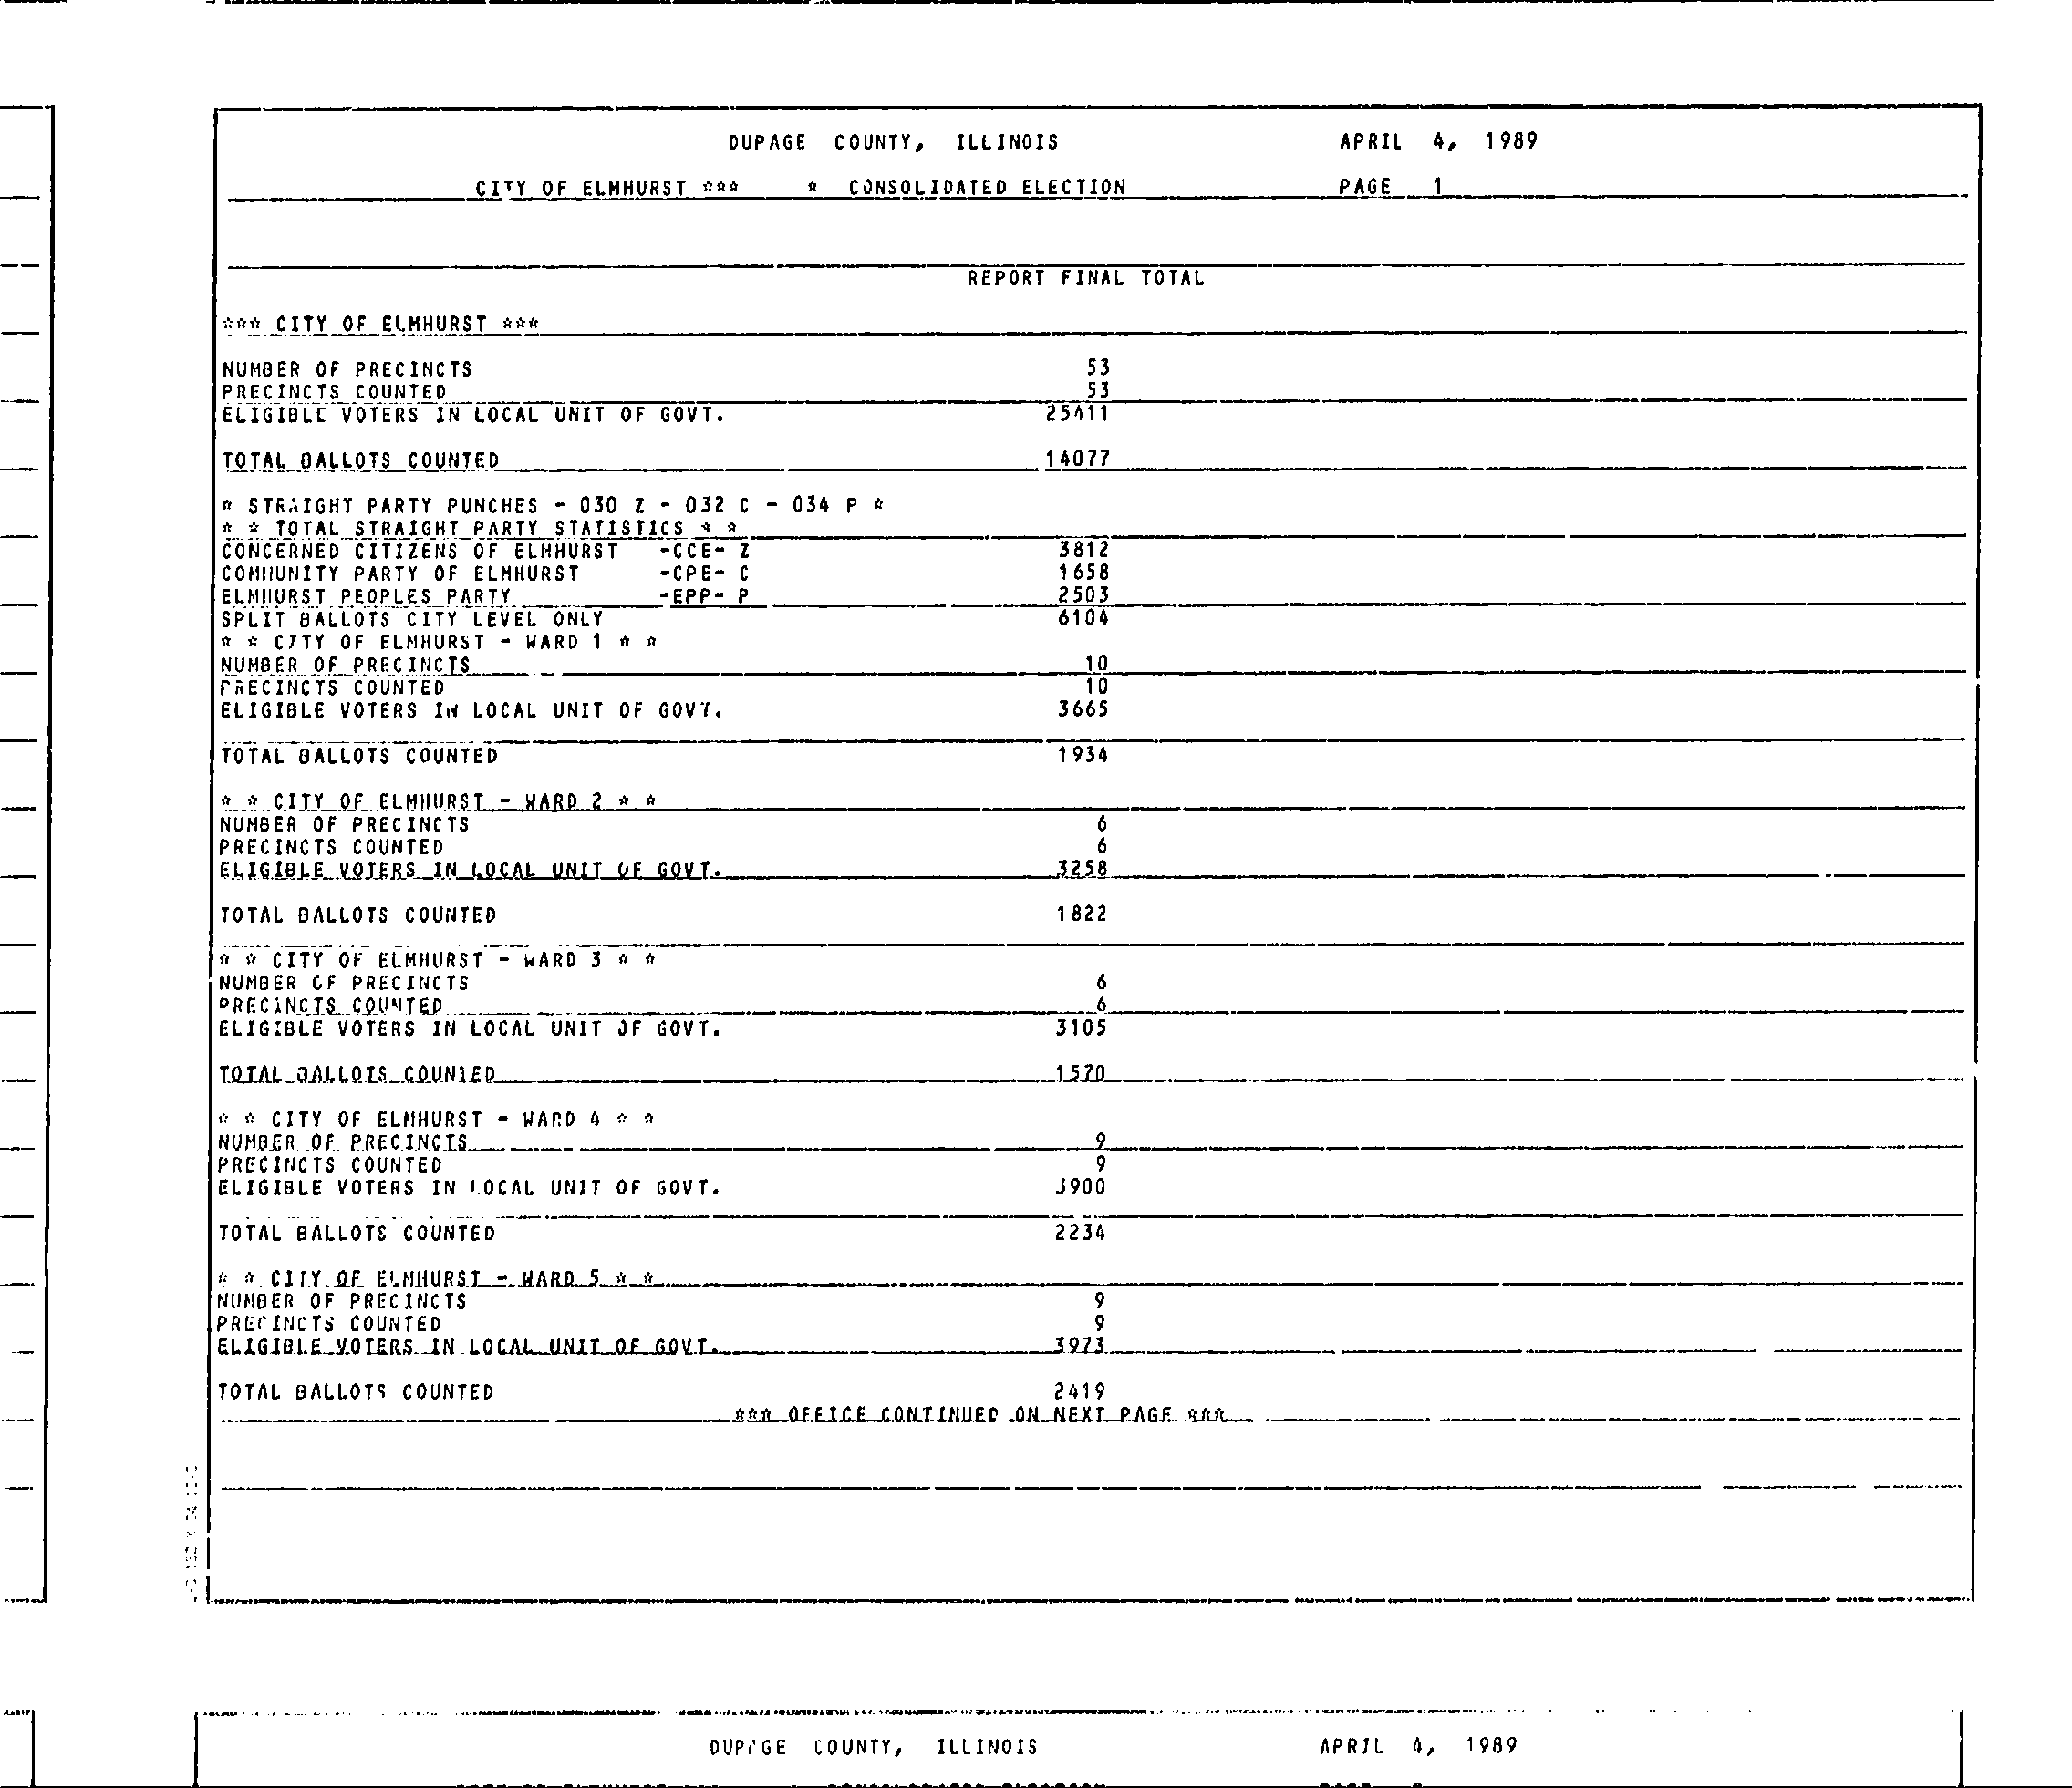 DUPAGE COUNTY, ILLINOIS APRIL 4, 1989
CITY OF ELMHURST *** * CONSOLIDATED ELECTION PAGE 1
REPORT FINAL TOTAL
*** CITY OF ELMHURST ***
NUMBER OF PRECINCTS 53
PRECINCTS COUNTED 53
ELIGIBLE VOTERS IN LOCAL UNIT OF GOVT. 25411
TOTAL BALLOTS COUNTED 14077
* STRAIGHT PARTY PUNCHES - 030 Z - 032 C - 034 P *
* * TOTAL STRAIGHT PARTY STATISTICS * *
CONCERNED CITIZENS OF ELMHURST -CCE- Z 3812
COMMUNITY PARTY OF ELMHURST -CPE- C 1658
ELMHURST PEOPLES PARTY -EPP- P 2503
SPLIT BALLOTS CITY LEVEL ONLY 6104
* * CITY OF ELMHURST - WARD 1 * *
NUMBER OF PRECINCTS 10
PRECINCTS COUNTED 10
ELIGIBLE VOTERS IN LOCAL UNIT OF GOVT. 3665
TOTAL BALLOTS COUNTED 1934
* * CITY OF ELMHURST - WARD 2 * *
NUMBER OF PRECINCTS 6
PRECINCTS COUNTED 6
ELIGIBLE VOTERS IN LOCAL UNIT OF GOVT. 3258
TOTAL BALLOTS COUNTED 1822
* * CITY OF ELMHURST - WARD 3 * *
NUMBER OF PRECINCTS 6
PRECINCTS COUNTED 6
ELIGIBLE VOTERS IN LOCAL UNIT OF GOVT. 3105
TOTAL BALLOTS COUNTED 1570
* * CITY OF ELMHURST - WARD 4 * *
NUMBER OF PRECINCTS 9
PRECINCTS COUNTED 9
ELIGIBLE VOTERS IN LOCAL UNIT OF GOVT. 3900
TOTAL BALLOTS COUNTED 2234
* * CITY OF ELMHURST - WARD 5 * *
NUMBER OF PRECINCTS 9
PRECINCTS COUNTED 9
ELIGIBLE VOTERS IN LOCAL UNIT OF GOVT. 3973
TOTAL BALLOTS COUNTED 2419
*** OFFICE CONTINUED ON NEXT PAGE ***
DUPAGE COUNTY, ILLINOIS APRIL 4, 1989